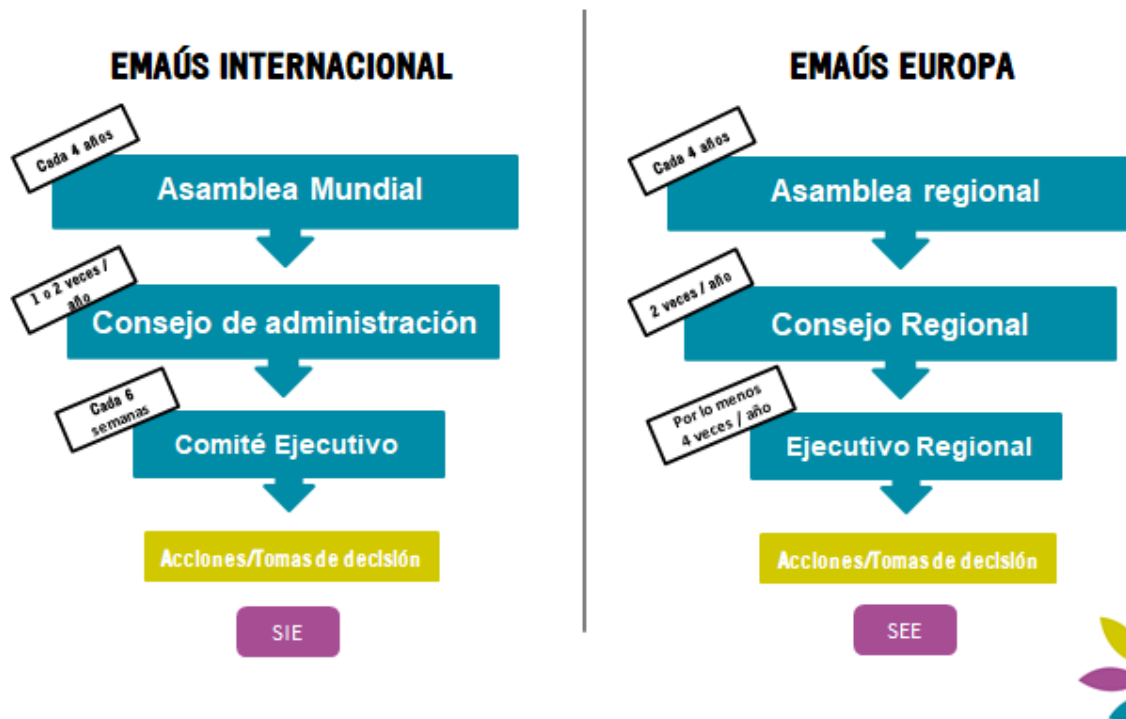 EMAÚS INTERNACIONAL
Cada 4 años
Asamblea Mundial
1 o 2 veces /
año
Consejo de administración
Cada 6
semanas
Comité Ejecutivo
Acciones/Tomas de decisión
SIE
EMAÚS EUROPA
Cada 4 años
Asamblea regional
2 veces / año
Consejo Regional
Por lo menos
4 veces / año
Ejecutivo Regional
Acciones/Tomas de decisión
SEE